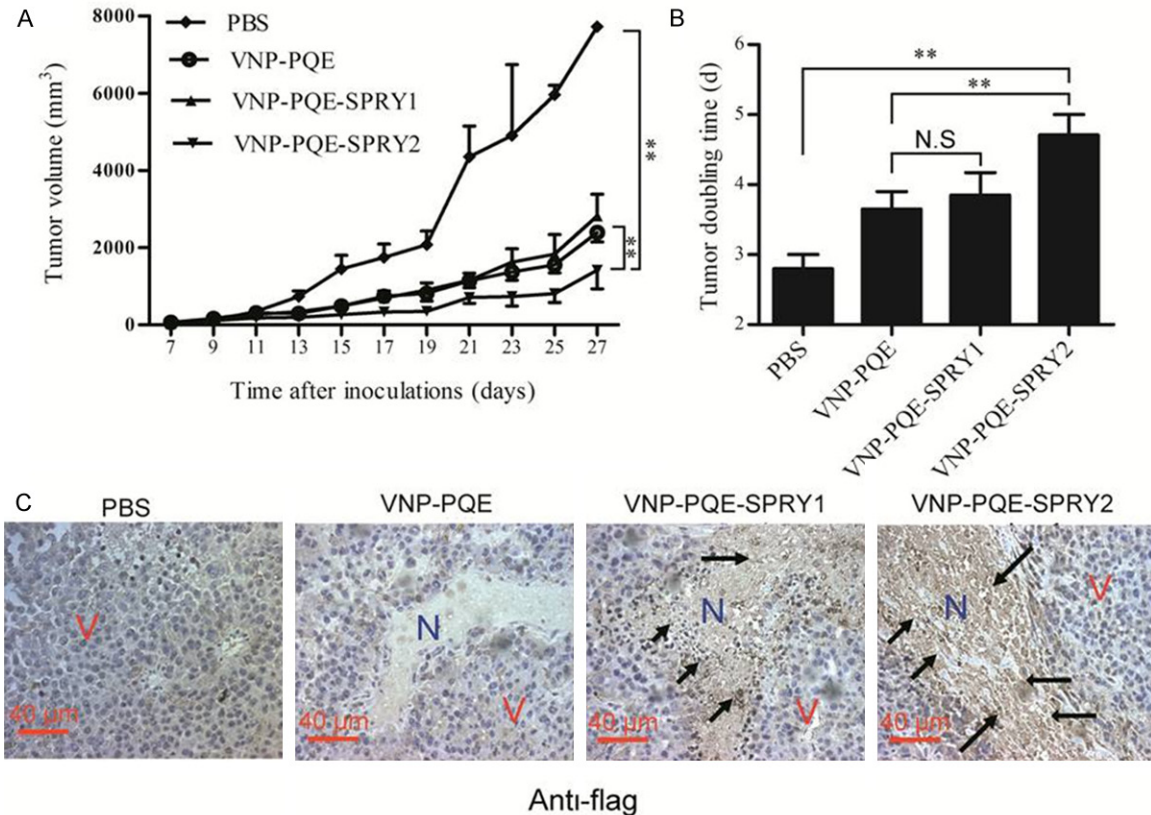 A
8000
6000
4000
2000
0
Tumor volume (mm³)
PBS
VNP-PQE
VNP-PQE-SPRY1
VNP-PQE-SPRY2
**
**
7 9 11 13 15 17 19 21 23 25 27
Time after inoculations (days)
B
6
5
4
3
2
Tumor doubling time (d)
**
**
N.S
PBS
VNP-PQE
VNP-PQE-SPRY1
VNP-PQE-SPRY2
C
PBS
VNP-PQE
VNP-PQE-SPRY1
VNP-PQE-SPRY2
V
40 µm
N
V
40 µm
N
V
40 µm
N
V
40 µm
Anti-flag